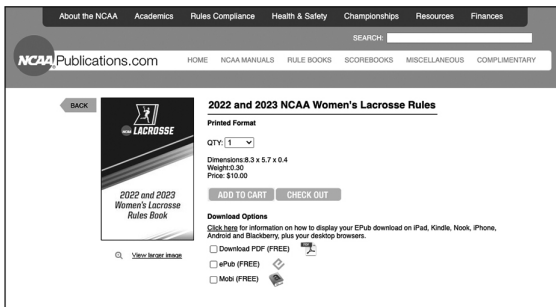 About the NCAA Academics Rules Compliance Health & Safety Championships Resources Finances
SEARCH:
NCAA Publications.com
HOME NCAA MANUALS RULE BOOKS SCOREBOOKS MISCELLANEOUS COMPLIMENTARY
BACK
NCAA LACROSSE
2022 and 2023
Women's Lacrosse
Rules Book
View larger image
2022 and 2023 NCAA Women's Lacrosse Rules
Printed Format
QTY: 1
Dimensions:8.3 x 5.7 x 0.4
Weight:0.30
Price: $10.00
ADD TO CART CHECK OUT
Download Options
Click here for information on how to display your EPub download on iPad, Kindle, Nook, iPhone,
Android and Blackberry, plus your desktop browsers.
Download PDF (FREE)
ePub (FREE)
Mobi (FREE)